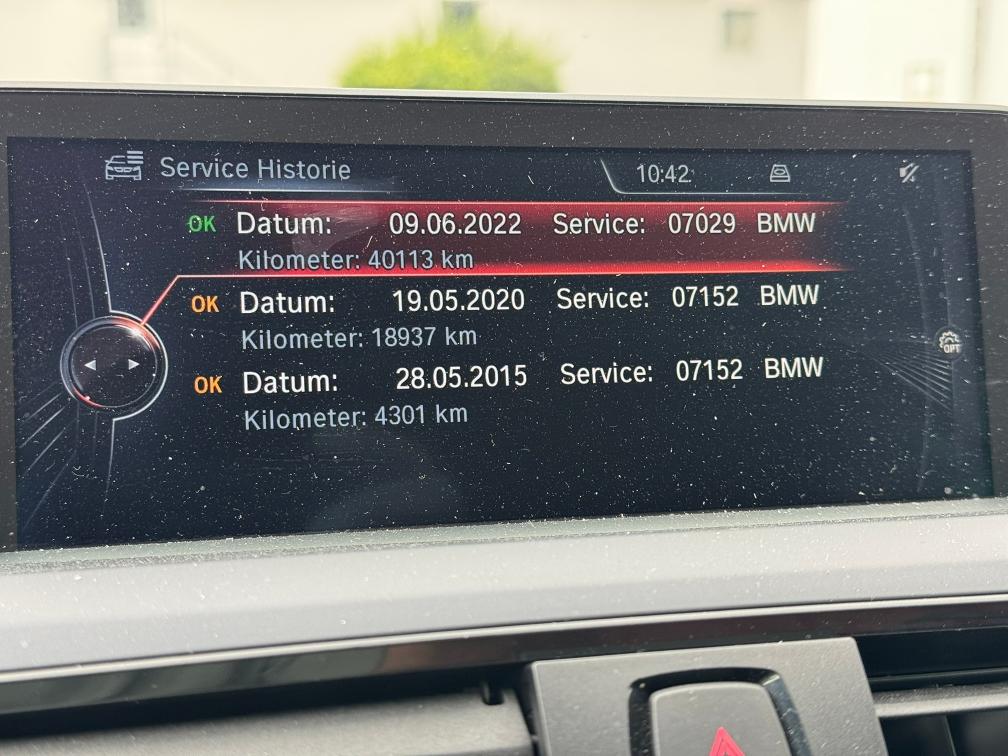 Service Historie 10:42
OK Datum: 09.06.2022 Service: 07029 BMW
Kilometer: 40113 km
OK Datum: 19.05.2020 Service: 07152 BMW
Kilometer: 18937 km
OPT
OK Datum: 28.05.2015 Service: 07152 BMW
Kilometer: 4301 km